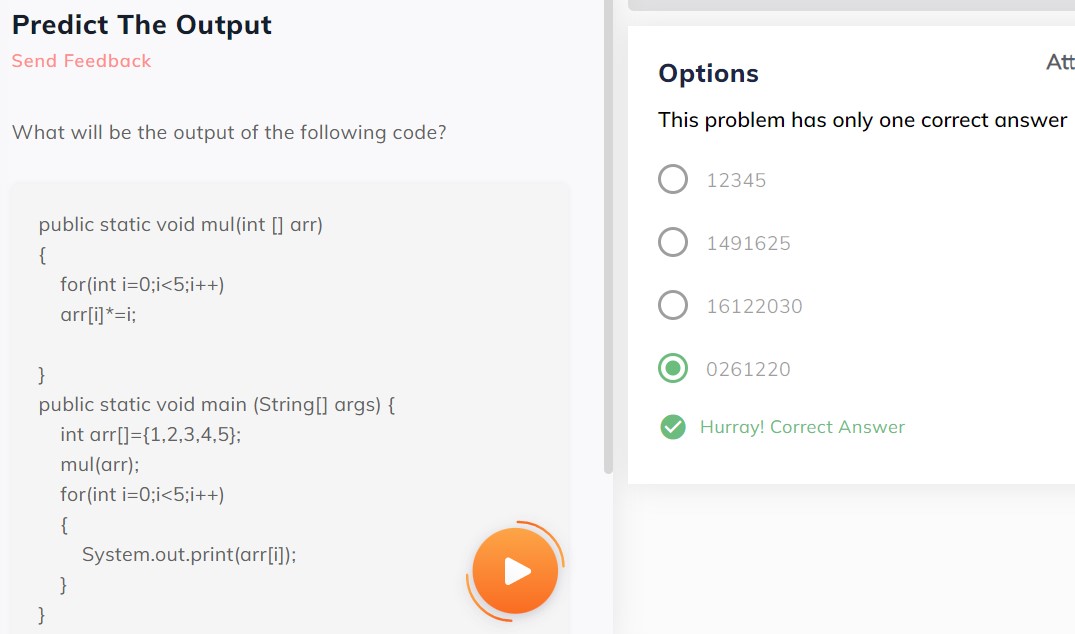 Predict The Output
Send Feedback
What will be the output of the following code?
public static void mul(int [] arr)
{
for(int i=0;i<5;i++)
arr[i]*=i;
}
public static void main (String[] args) {
int arr[]={1,2,3,4,5};
mul(arr);
for(int i=0;i<5;i++)
{
System.out.print(arr[i]);
}
}
Options
Att
This problem has only one correct answer
12345
1491625
16122030
0261220
Hurray! Correct Answer